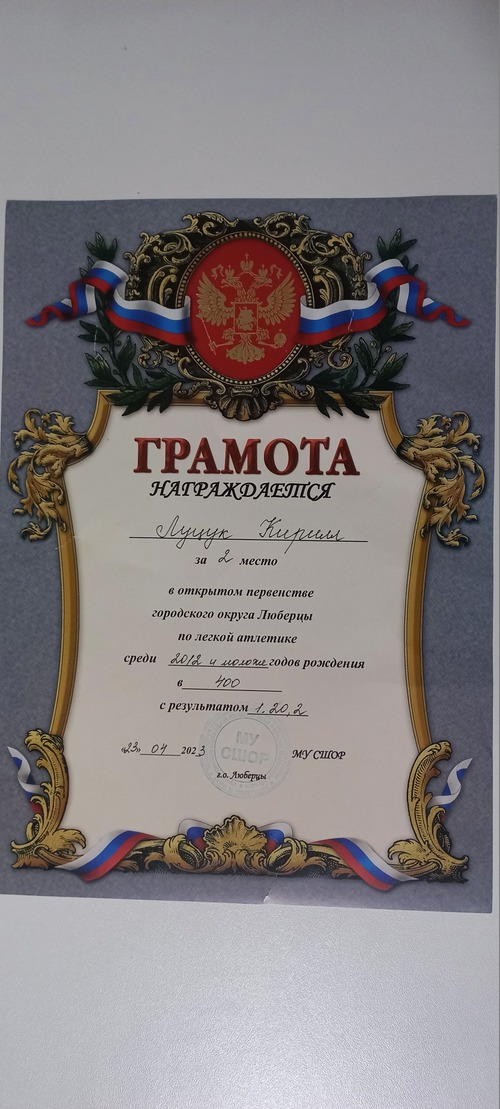 ГРАМОТА
НАГРАЖДАЕТСЯ
Луцук Кирилл
за 2 место
в открытом первенстве
городского округа Люберцы
по легкой атлетике
среди 2012 и моложе годов рождения
в 400
с результатом 1.20,2
«23» 04 2023 МУ СШОР
МУ
СШОР
г.о. Люберцы